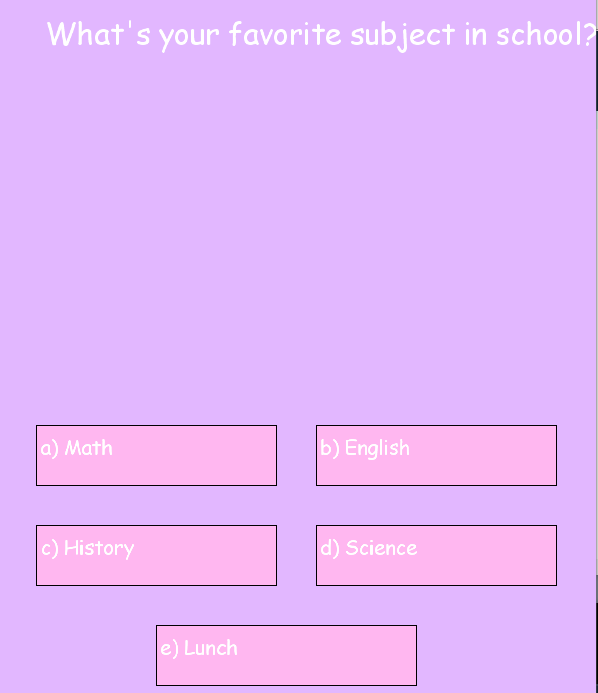 What's your favorite subject in school?
a) Math
b) English
c) History
d) Science
e) Lunch